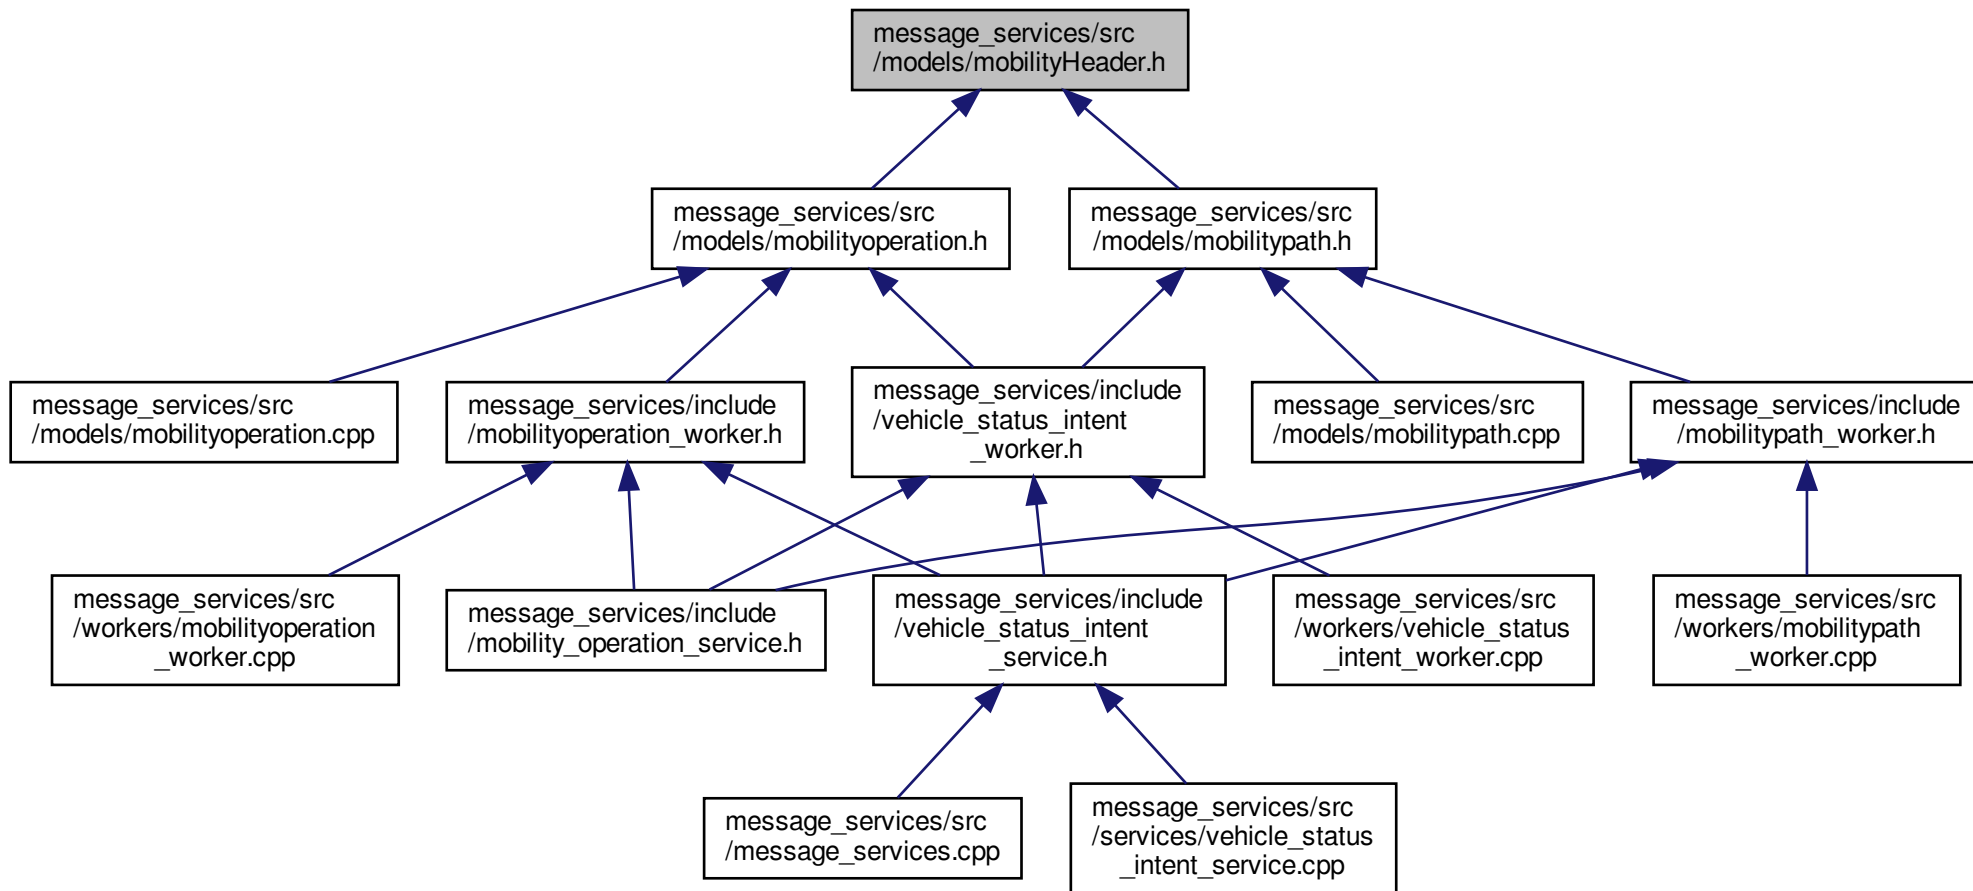 message_services/src
/models/mobilityHeader.h
message_services/src
/models/mobilityoperation.h
message_services/src
/models/mobilitypath.h
message_services/src
/models/mobilityoperation.cpp
message_services/include
/mobilityoperation_worker.h
message_services/include
/vehicle_status_intent
_worker.h
message_services/src
/models/mobilitypath.cpp
message_services/include
/mobilitypath_worker.h
message_services/src
/workers/mobilityoperation
_worker.cpp
message_services/include
/mobility_operation_service.h
message_services/include
/vehicle_status_intent
_service.h
message_services/src
/workers/vehicle_status
_intent_worker.cpp
message_services/src
/workers/mobilitypath
_worker.cpp
message_services/src
/message_services.cpp
message_services/src
/services/vehicle_status
_intent_service.cpp